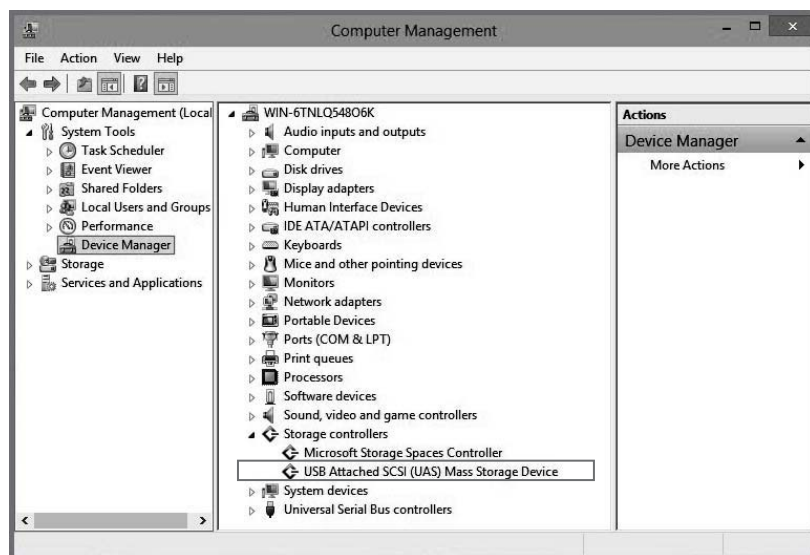 Computer Management
File Action View Help
Computer Management (Local
System Tools
Task Scheduler
Event Viewer
Shared Folders
Local Users and Groups
Performance
Device Manager
Storage
Services and Applications
WIN-6TNLQ548O6K
Audio inputs and outputs
Computer
Disk drives
Display adapters
Human Interface Devices
IDE ATA/ATAPI controllers
Keyboards
Mice and other pointing devices
Monitors
Network adapters
Portable Devices
Ports (COM & LPT)
Print queues
Processors
Software devices
Sound, video and game controllers
Storage controllers
Microsoft Storage Spaces Controller
USB Attached SCSI (UAS) Mass Storage Device
System devices
Universal Serial Bus controllers
Actions
Device Manager
More Actions